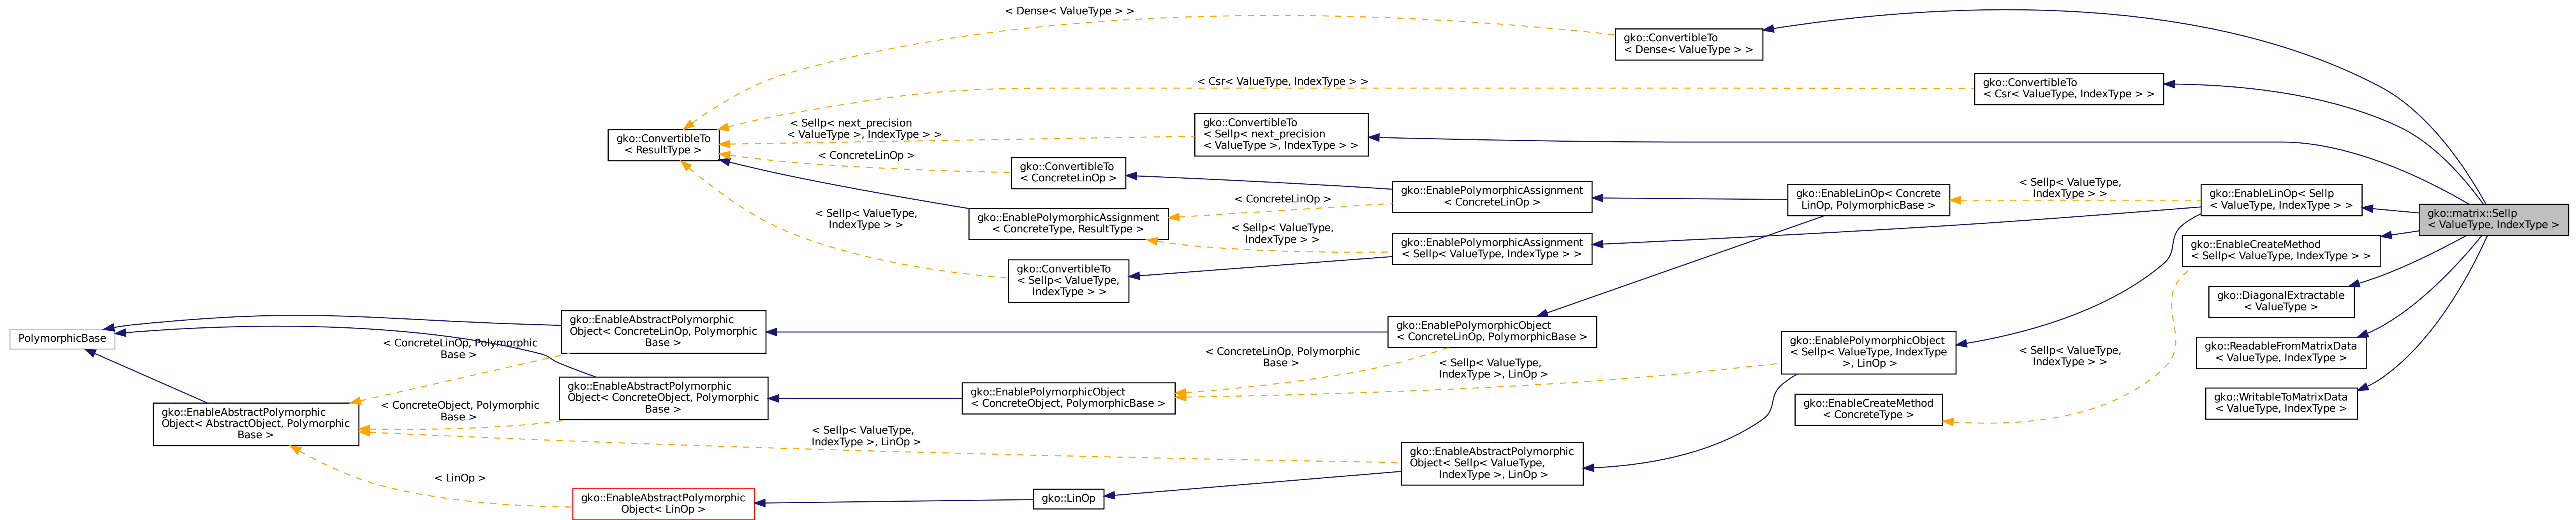 < Dense< ValueType > >
gko::ConvertibleTo
< Dense< ValueType > >
< Csr< ValueType, IndexType > >
gko::ConvertibleTo
< Csr< ValueType, IndexType > >
< Sellp< next_precision
< ValueType >, IndexType > >
gko::ConvertibleTo
< Sellp< next_precision
< ValueType >, IndexType > >
gko::ConvertibleTo
< ResultType >
< ConcreteLinOp >
gko::ConvertibleTo
< ConcreteLinOp >
gko::EnablePolymorphicAssignment
< ConcreteLinOp >
gko::EnableLinOp< Concrete
LinOp, PolymorphicBase >
< Sellp< ValueType,
IndexType > >
gko::EnableLinOp< Sellp
< ValueType, IndexType > >
gko::matrix::Sellp
< ValueType, IndexType >
< Sellp< ValueType,
IndexType > >
gko::EnablePolymorphicAssignment
< ConcreteType, ResultType >
< ConcreteLinOp >
< Sellp< ValueType,
IndexType > >
gko::EnablePolymorphicAssignment
< Sellp< ValueType, IndexType > >
gko::EnableCreateMethod
< Sellp< ValueType, IndexType > >
gko::ConvertibleTo
< Sellp< ValueType,
IndexType > >
gko::DiagonalExtractable
< ValueType >
PolymorphicBase
gko::EnableAbstractPolymorphic
Object< ConcreteLinOp, Polymorphic
Base >
gko::EnablePolymorphicObject
< ConcreteLinOp, PolymorphicBase >
gko::EnablePolymorphicObject
< Sellp< ValueType, IndexType
>, LinOp >
< Sellp< ValueType,
IndexType > >
gko::ReadableFromMatrixData
< ValueType, IndexType >
< ConcreteLinOp, Polymorphic
Base >
< ConcreteLinOp, Polymorphic
Base >
< Sellp< ValueType,
IndexType >, LinOp >
gko::EnableAbstractPolymorphic
Object< ConcreteObject, Polymorphic
Base >
gko::EnablePolymorphicObject
< ConcreteObject, PolymorphicBase >
gko::WritableToMatrixData
< ValueType, IndexType >
gko::EnableCreateMethod
< ConcreteType >
gko::EnableAbstractPolymorphic
Object< AbstractObject, Polymorphic
Base >
< ConcreteObject, Polymorphic
Base >
< Sellp< ValueType,
IndexType >, LinOp >
gko::EnableAbstractPolymorphic
Object< Sellp< ValueType,
IndexType >, LinOp >
< LinOp >
gko::EnableAbstractPolymorphic
Object< LinOp >
gko::LinOp